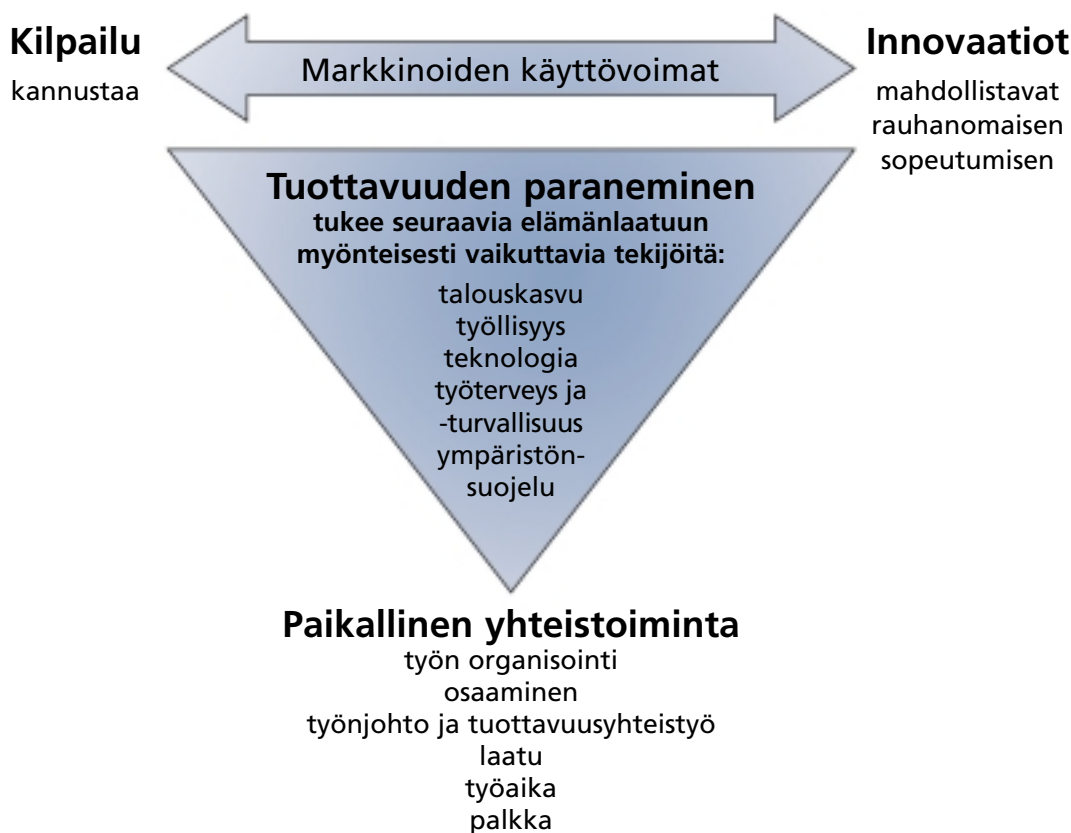 Kilpailu
kannustaa
Markkinoiden käyttövoimat
Innovaatiot
mahdollistavat
rauhanomaisen
sopeutumisen
Tuottavuuden paraneminen
tukee seuraavia elämänlaatuun
myönteisesti vaikuttavia tekijöitä:
talouskasvu
työllisyys
teknologia
työterveys ja
-turvallisuus
ympäristön-
suojelu
Paikallinen yhteistoiminta
työn organisointi
osaaminen
työnjohto ja tuottavuusyhteistyö
laatu
työaika
palkka